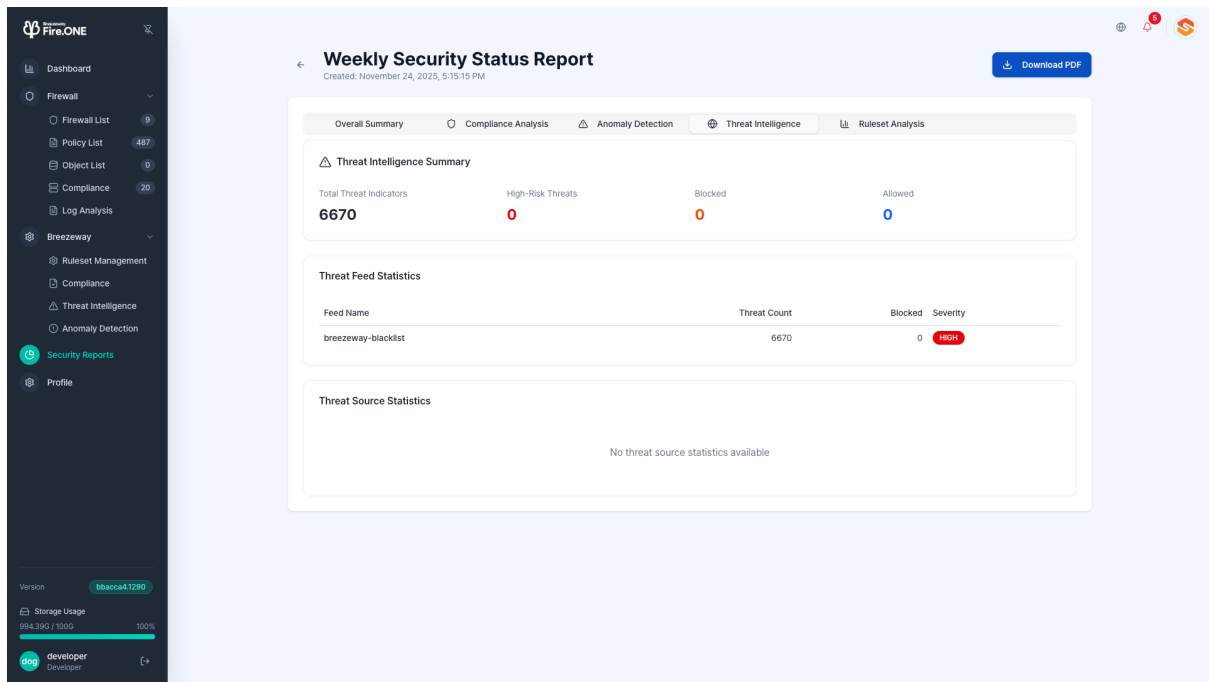 Breezeway
Fire.ONE
Dashboard
Firewall
Firewall List 9
Policy List 487
Object List 0
Compliance 20
Log Analysis
Breezeway
Ruleset Management
Compliance
Threat Intelligence
Anomaly Detection
Security Reports
Profile
Version bbacca4.1290
Storage Usage
994.39G / 100G 100%
dog
developer
Developer
5
Weekly Security Status Report
Created: November 24, 2025, 5:15:15 PM
Download PDF
Overall Summary Compliance Analysis Anomaly Detection Threat Intelligence Ruleset Analysis
Threat Intelligence Summary
Total Threat Indicators High-Risk Threats Blocked Allowed
6670 0 0 0
Threat Feed Statistics
Feed Name Threat Count Blocked Severity
breezeway-blacklist 6670 0 HIGH
Threat Source Statistics
No threat source statistics available